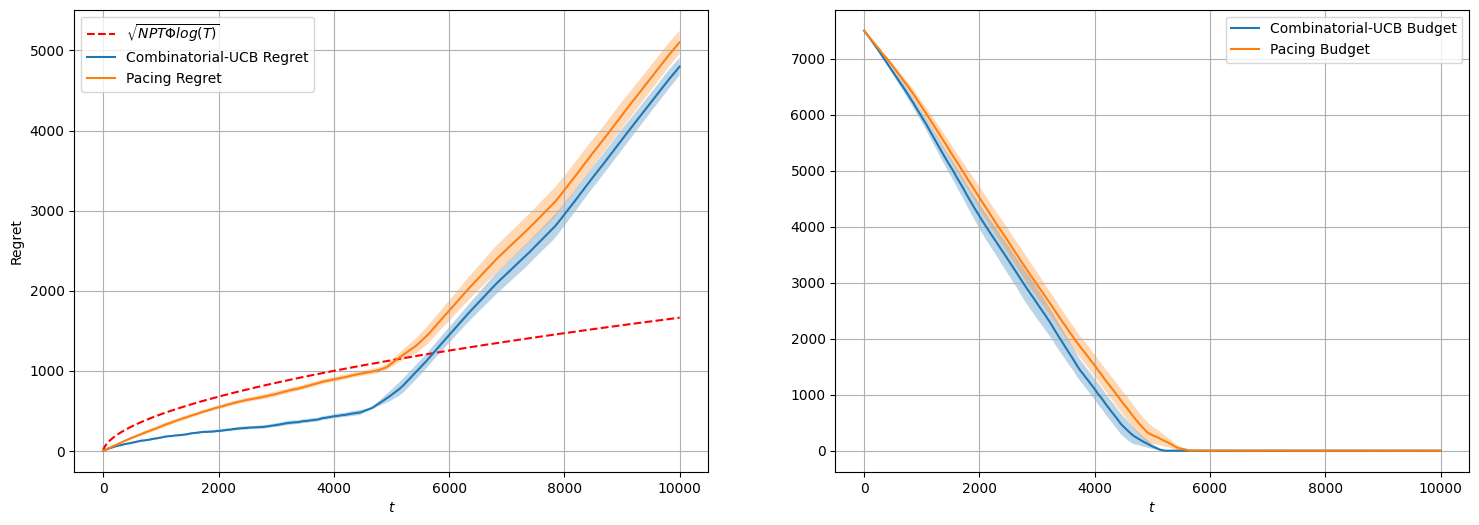 √NPTΦlog(T)
Combinatorial-UCB Regret
Pacing Regret
5000
4000
3000
2000
1000
0
Regret
0 2000 4000 6000 8000 10000
t
Combinatorial-UCB Budget
Pacing Budget
7000
6000
5000
4000
3000
2000
1000
0
0 2000 4000 6000 8000 10000
t